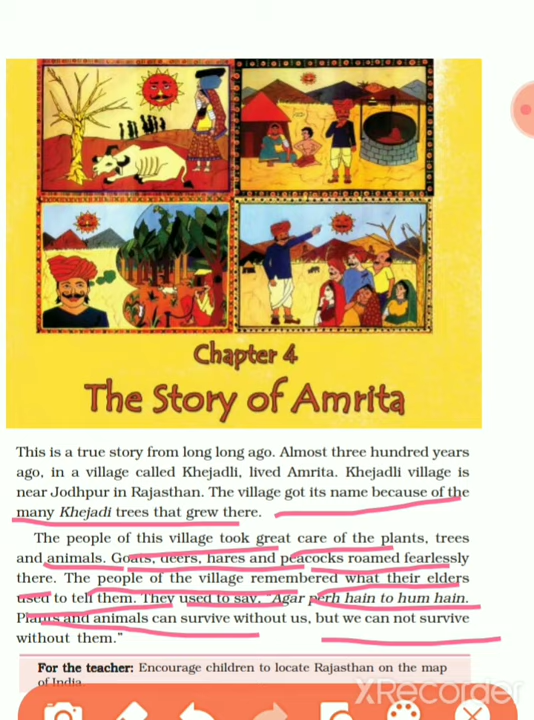 Chapter 4
The Story of Amrita
This is a true story from long long ago. Almost three hundred years
ago, in a village called Khejadli, lived Amrita. Khejadli village is
near Jodhpur in Rajasthan. The village got its name because of the
many Khejadi trees that grew there.
The people of this village took great care of the plants, trees
and animals. Goats, deers, hares and peacocks roamed fearlessly
there. The people of the village remembered what their elders
used to tell them. They used to say, "Agar perh hain to hum hain.
Plants and animals can survive without us, but we can not survive
without them."
For the teacher: Encourage children to locate Rajasthan on the map
of India.
XRecorder